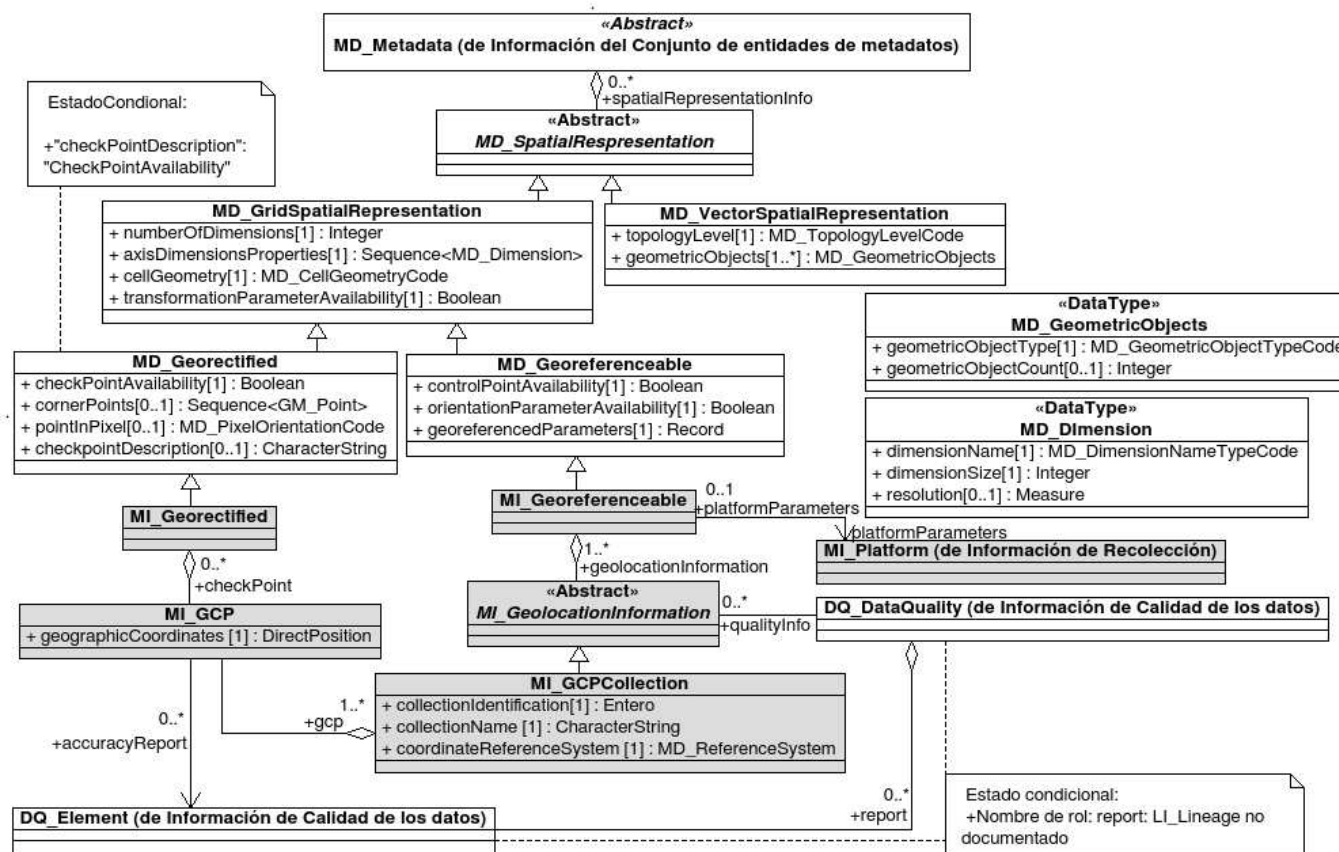 «Abstract»
MD_Metadata (de Información del Conjunto de entidades de metadatos)
0..*
+spatialRepresentationInfo
EstadoCondional:
+"checkPointDescription":
"CheckPointAvailability"
«Abstract»
MD_SpatialRespresentation
MD_GridSpatialRepresentation
+ numberOfDimensions[1] : Integer
+ axisDimensionsProperties[1] : Sequence<MD_Dimension>
+ cellGeometry[1] : MD_CellGeometryCode
+ transformationParameterAvailability[1] : Boolean
MD_VectorSpatialRepresentation
+ topologyLevel[1] : MD_TopologyLevelCode
+ geometricObjects[1..*] : MD_GeometricObjects
«DataType»
MD_GeometricObjects
+ geometricObjectType[1] : MD_GeometricObjectTypeCode
+ geometricObjectCount[0..1] : Integer
MD_Georectified
+ checkPointAvailability[1] : Boolean
+ cornerPoints[0..1] : Sequence<GM_Point>
+ pointInPixel[0..1] : MD_PixelOrientationCode
+ checkpointDescription[0..1] : CharacterString
MD_Georeferenceable
+ controlPointAvailability[1] : Boolean
+ orientationParameterAvailability[1] : Boolean
+ georeferencedParameters[1] : Record
«DataType»
MD_DImension
+ dimensionName[1] : MD_DimensionNameTypeCode
+ dimensionSize[1] : Integer
+ resolution[0..1] : Measure
MI_Georectified
MI_Georeferenceable
0..1
+platformParameters
platformParameters
MI_Platform (de Información de Recolección)
0..*
+checkPoint
1..*
+geolocationInformation
MI_GCP
+ geographicCoordinates [1] : DirectPosition
«Abstract»
MI_GeolocationInformation
0..*
+qualityInfo
DQ_DataQuality (de Información de Calidad de los datos)
MI_GCPCollection
+ collectionIdentification[1] : Entero
+ collectionName [1] : CharacterString
+ coordinateReferenceSystem [1] : MD_ReferenceSystem
1..*
+gcp
0..*
+accuracyReport
0..*
+report
DQ_Element (de Información de Calidad de los datos)
Estado condicional:
+Nombre de rol: report: LI_Lineage no
documentado